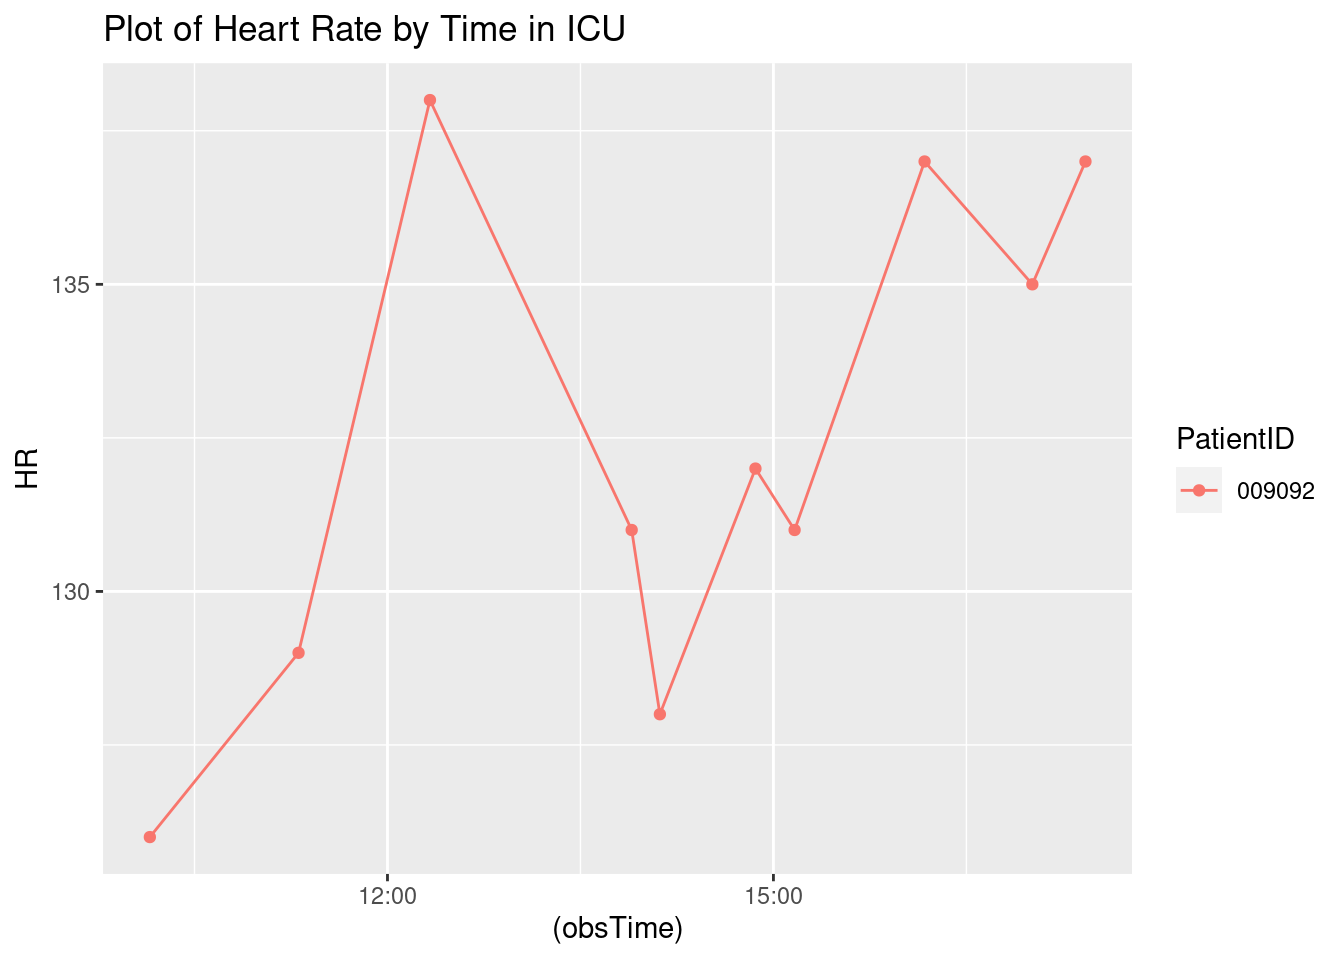 Plot of Heart Rate by Time in ICU
HR
135
130
12:00 15:00
(obsTime)
PatientID
009092